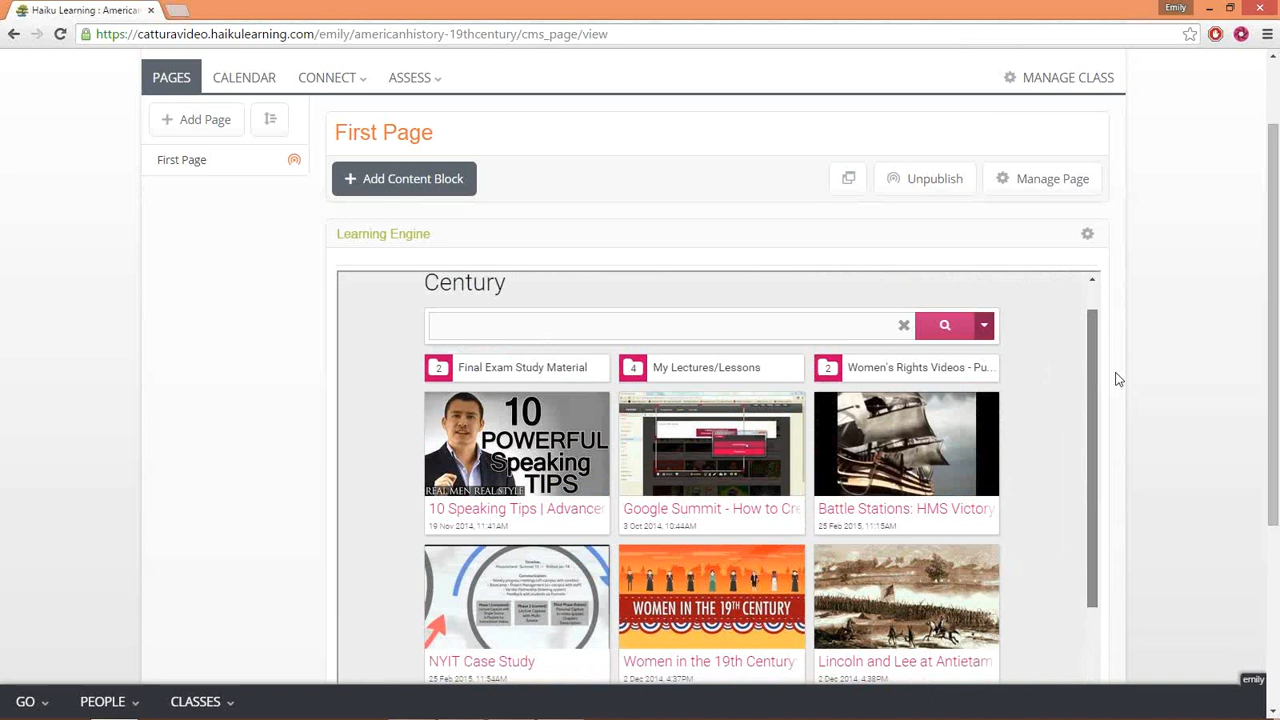 Haiku Learning : America
Emily
https://catturavideo.haikulearning.com/emily/americanhistory-19thcentury/cms_page/view
PAGES CALENDAR CONNECT ASSESS MANAGE CLASS
Add Page
First Page
First Page
Add Content Block
Unpublish
Manage Page
Learning Engine
Century
2 Final Exam Study Material
4 My Lectures/Lessons
2 Women's Rights Videos - Pu...
10 POWERFUL Speaking TIPS
REAL MEN REAL STYLE
10 Speaking Tips | Advance
19 Nov 2014, 11:41AM
Google Summit - How to Cr
3 Oct 2014, 10:44AM
Battle Stations: HMS Victory
25 Feb 2015, 11:15AM
NYIT Case Study
25 Feb 2015, 11:54AM
WOMEN IN THE 19TH CENTURY
Women in the 19th Century
2 Dec 2014, 4:37PM
Lincoln and Lee at Antietam
2 Dec 2014, 4:38PM
emily
GO PEOPLE CLASSES